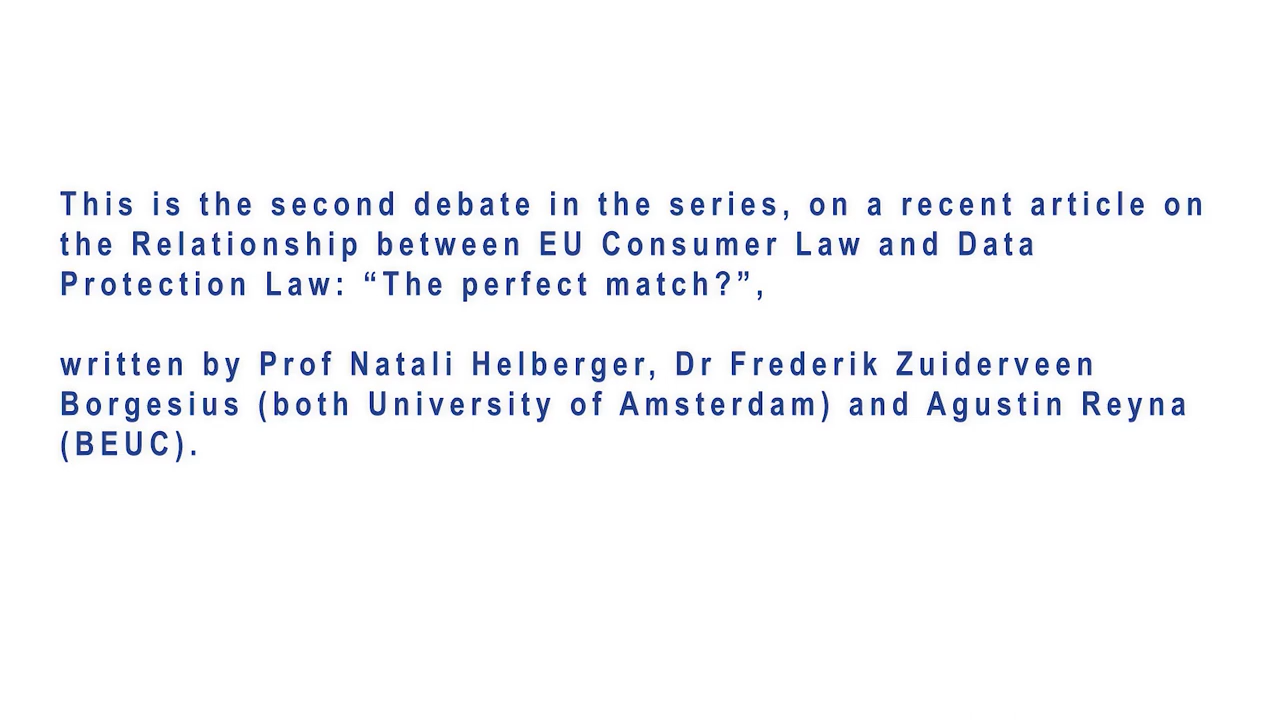 This is the second debate in the series, on a recent article on
the Relationship between EU Consumer Law and Data
Protection Law: “The perfect match?”,
written by Prof Natali Helberger, Dr Frederik Zuiderveen
Borgesius (both University of Amsterdam) and Agustin Reyna
(BEUC).